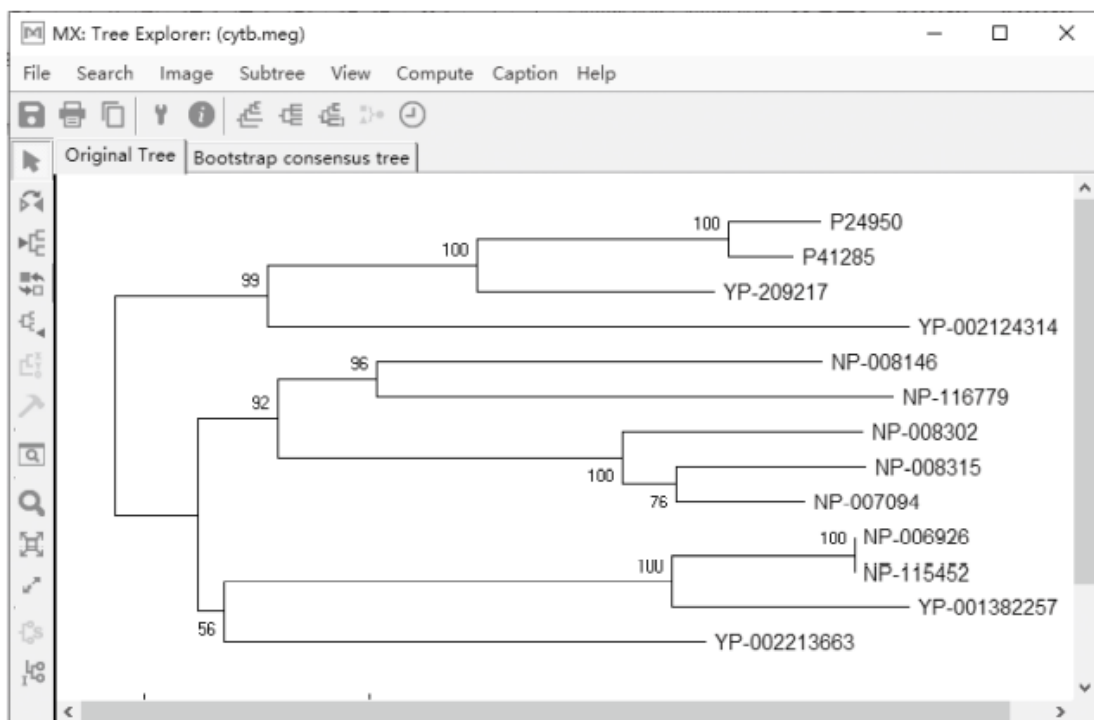 MX: Tree Explorer: (cytb.meg)
File Search Image Subtree View Compute Caption Help
Original Tree Bootstrap consensus tree
100 P24950
100 P41285
99 YP-209217
YP-002124314
96 NP-008146
92 NP-116779
NP-008302
100 NP-008315
76 NP-007094
100 NP-006926
100 NP-115452
YP-001382257
56 YP-002213663